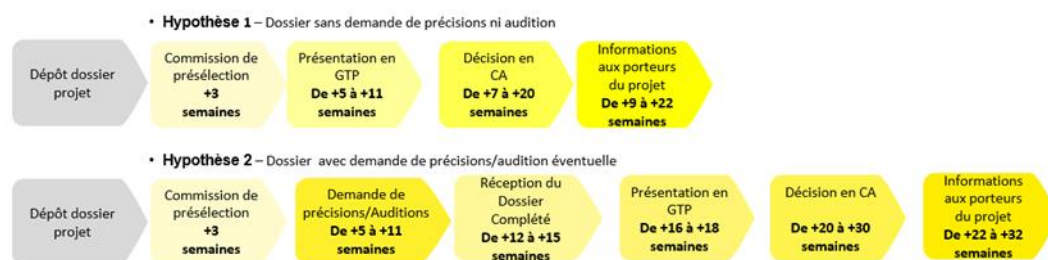 • Hypothèse 1 – Dossier sans demande de précisions ni audition
Dépôt dossier
projet
Commission de
présélection
+3
semaines
Présentation en
GTP
De +5 à +11
semaines
Décision en
CA
De +7 à +20
semaines
Informations
aux porteurs
du projet
De +9 à +22
semaines
• Hypothèse 2 – Dossier avec demande de précisions/audition éventuelle
Dépôt dossier
projet
Commission de
présélection
+3
semaines
Demande de
précisions/Auditions
De +5 à +11
semaines
Réception du
Dossier
Complété
De +12 à +15
semaines
Présentation en
GTP
De +16 à +18
semaines
Décision en CA
De +20 à +30
semaines
Informations
aux porteurs
du projet
De +22 à +32
semaines